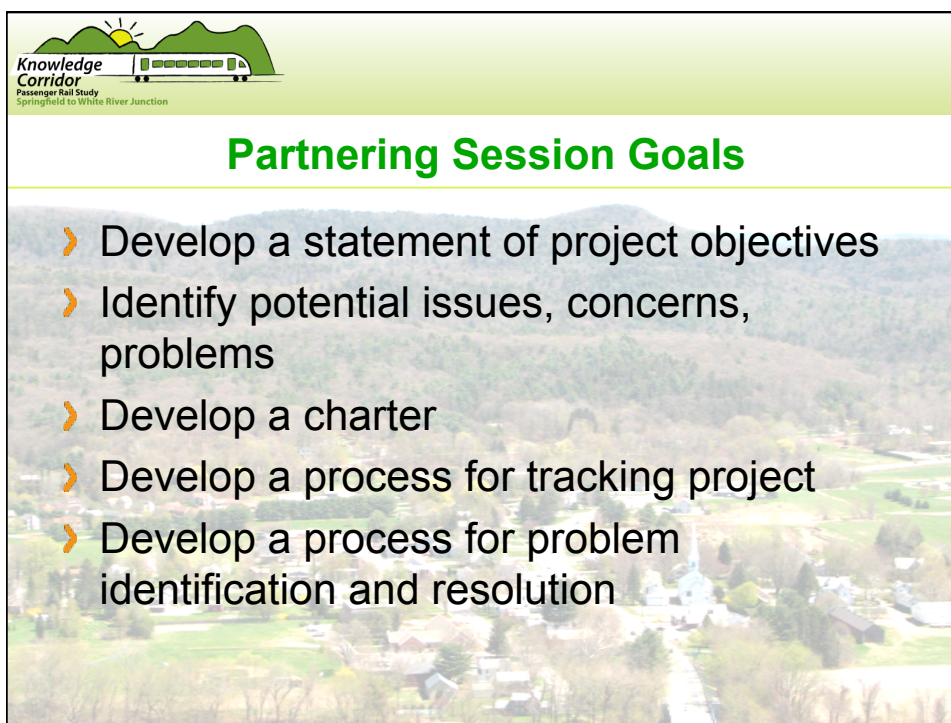 Knowledge
Corridor
Passenger Rail Study
Springfield to White River Junction
Partnering Session Goals
Develop a statement of project objectives
Identify potential issues, concerns,
problems
Develop a charter
Develop a process for tracking project
Develop a process for problem
identification and resolution